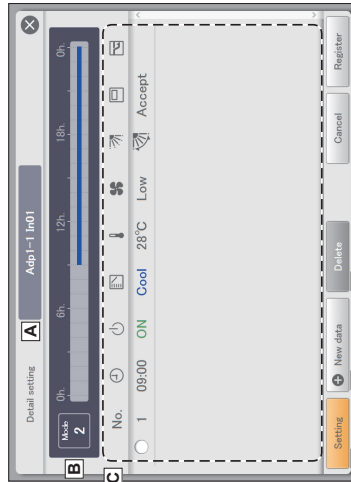 Detail setting
A
Adp1-1 In01
B
Mode
2
0h.
6h.
12h.
18h.
0h.
C
No.
1
09:00
ON
Cool
28°C
Low
Accept
Setting
New data
Delete
Cancel
Register